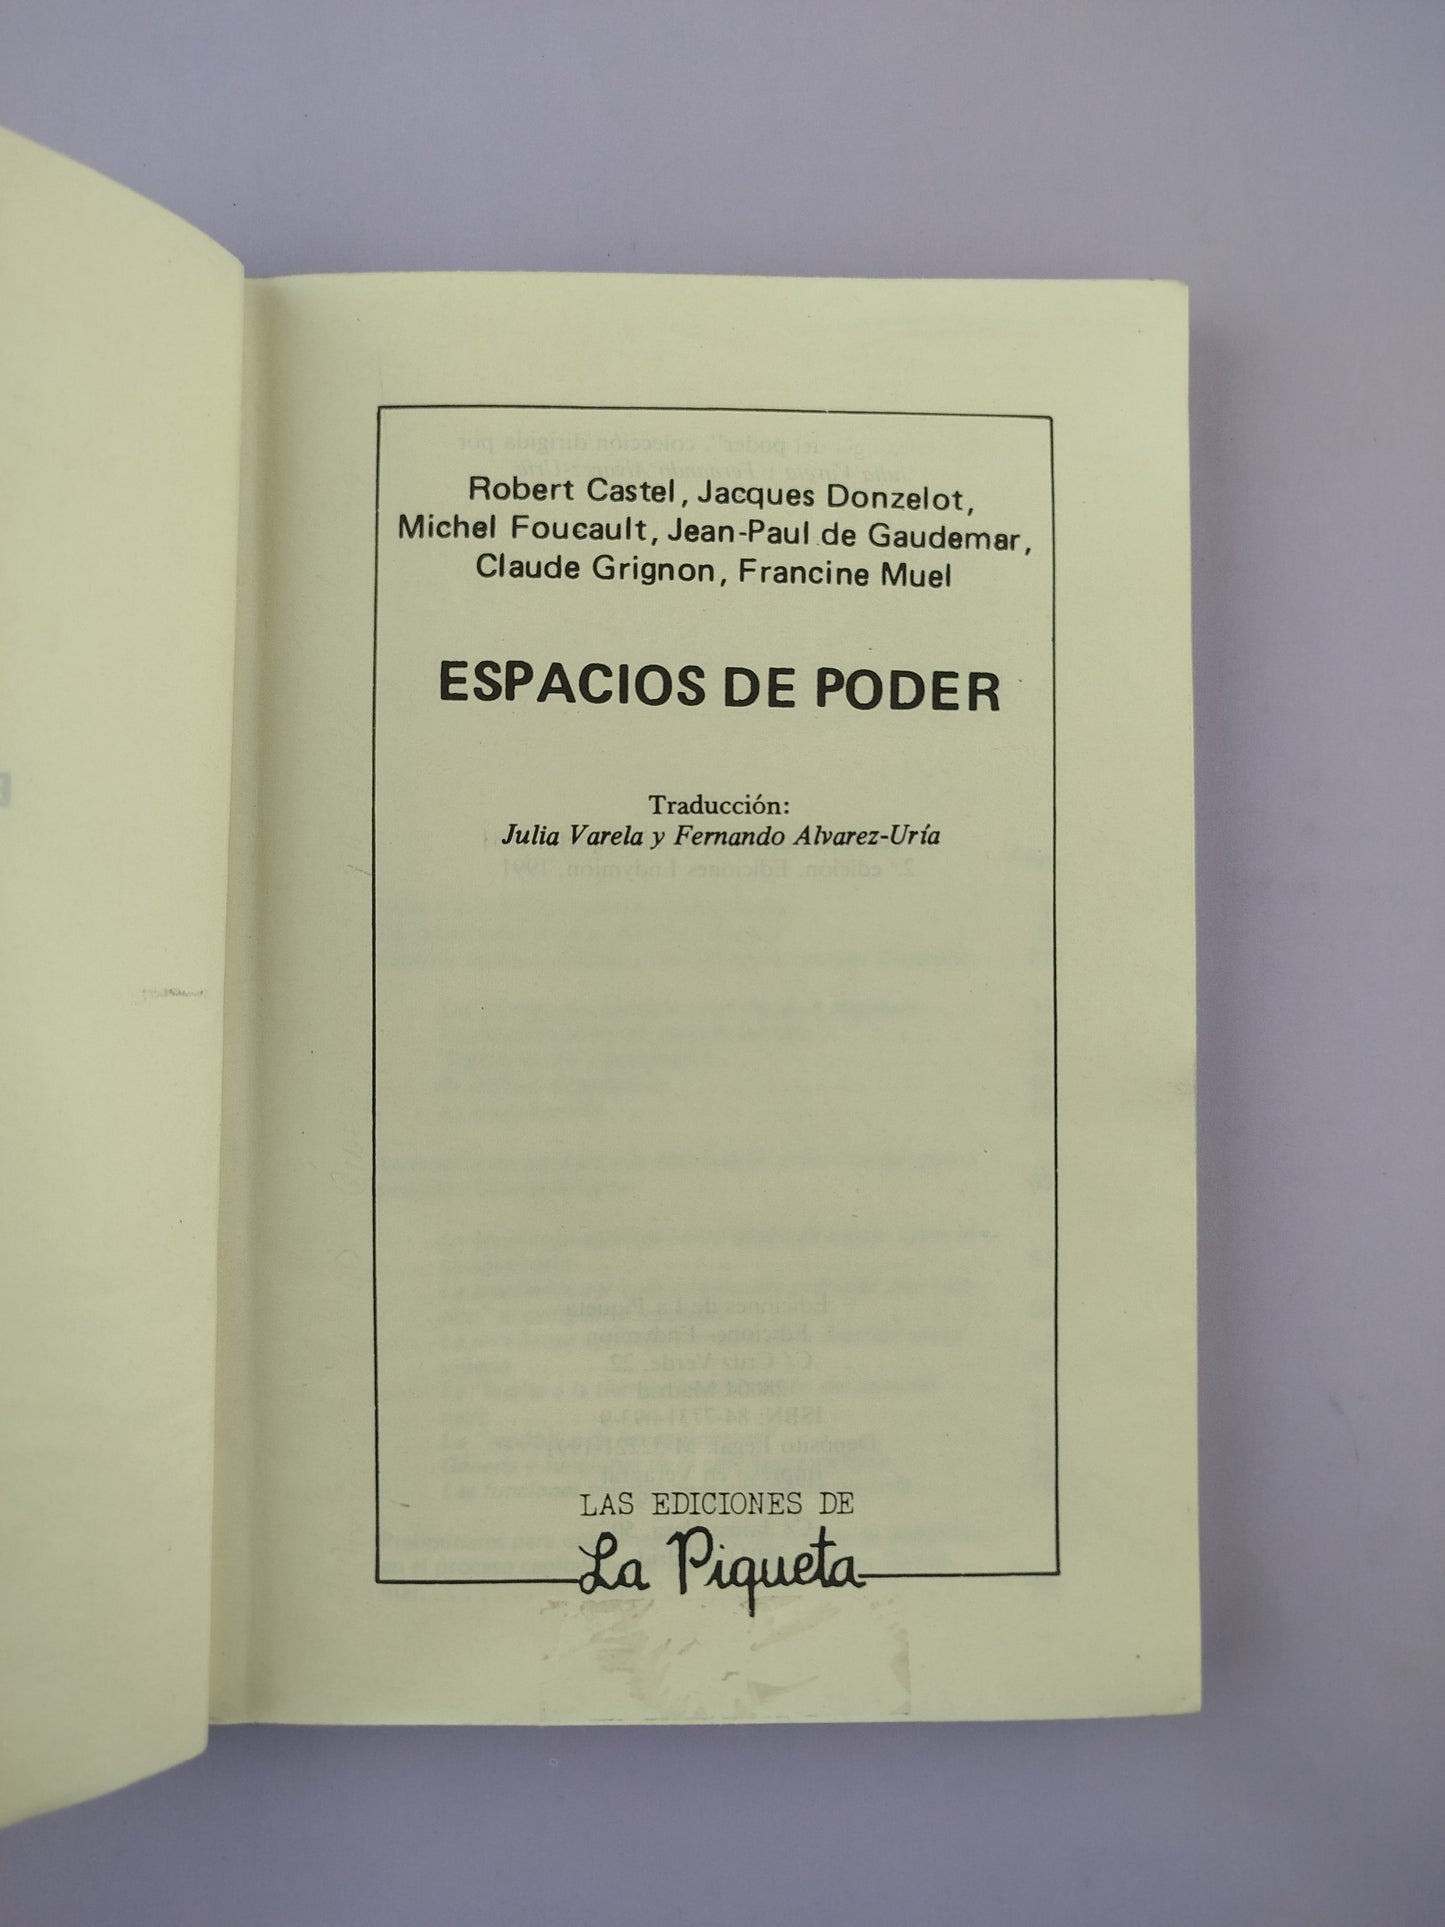 Robert Castel, Jacques Donzelot,
Michel Foucault, Jean-Paul de Gaudemar,
Claude Grignon, Francine Muel
ESPACIOS DE PODER
Traducción:
Julia Varela y Fernando Alvarez-Uría
LAS EDICIONES DE
La Piqueta